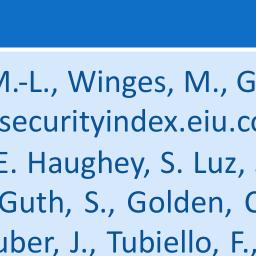 M.-L., Winges, M., G
securityindex.eiu.co
E. Haughey, S. Luz,
Guth, S., Golden, C
uber, J., Tubiello, F.,